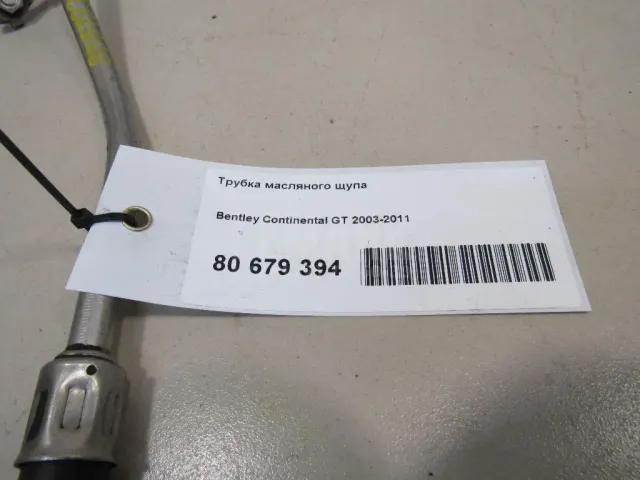 Трубка масляного щупа
Bentley Continental GT 2003-2011
80 679 394